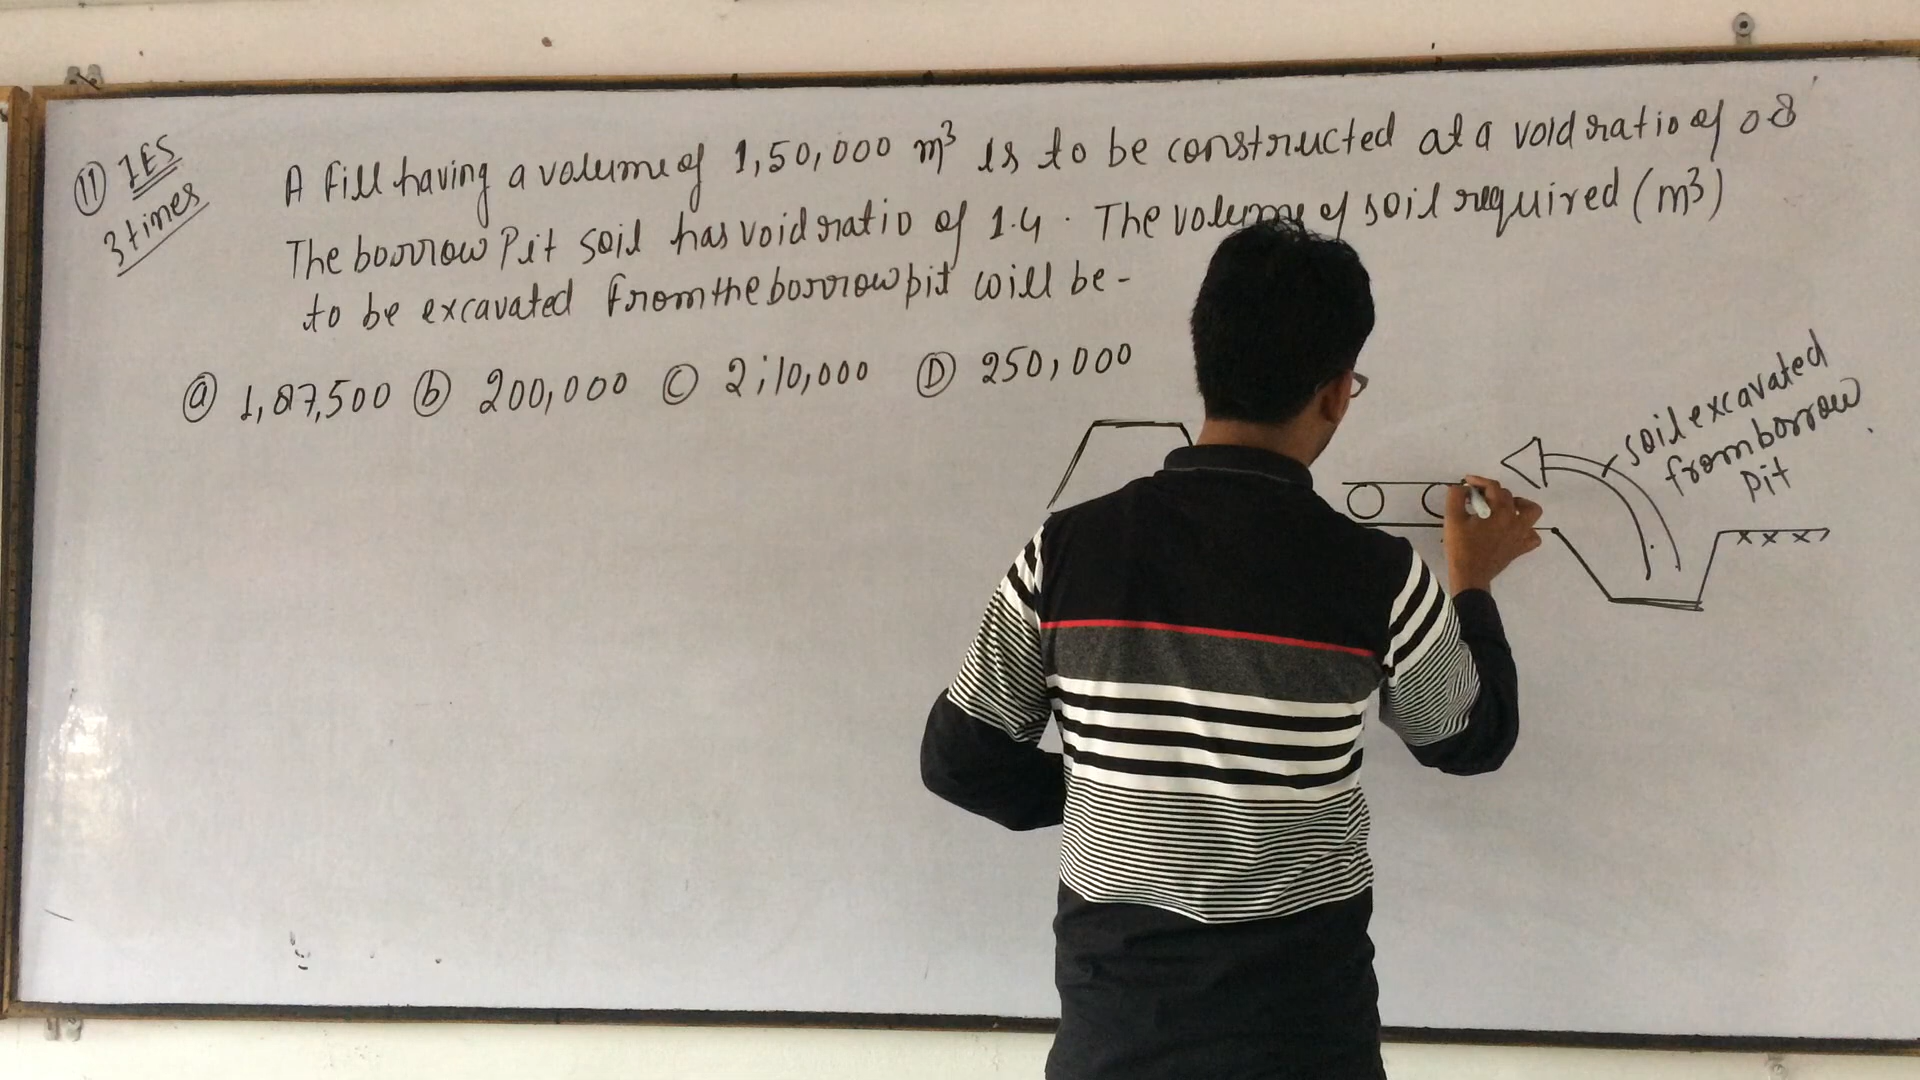 11 IES
3 times
A fill having a volume of 1,50,000 m³ is to be constructed at a void ratio of 0.8
The borrow Pit soil has void ratio of 1.4. The volume of soil required (m³)
to be excavated from the borrow pit will be -
a 1,87,500 b 200,000 c 2,10,000 D 250,000
soil excavated
from borrow
pit